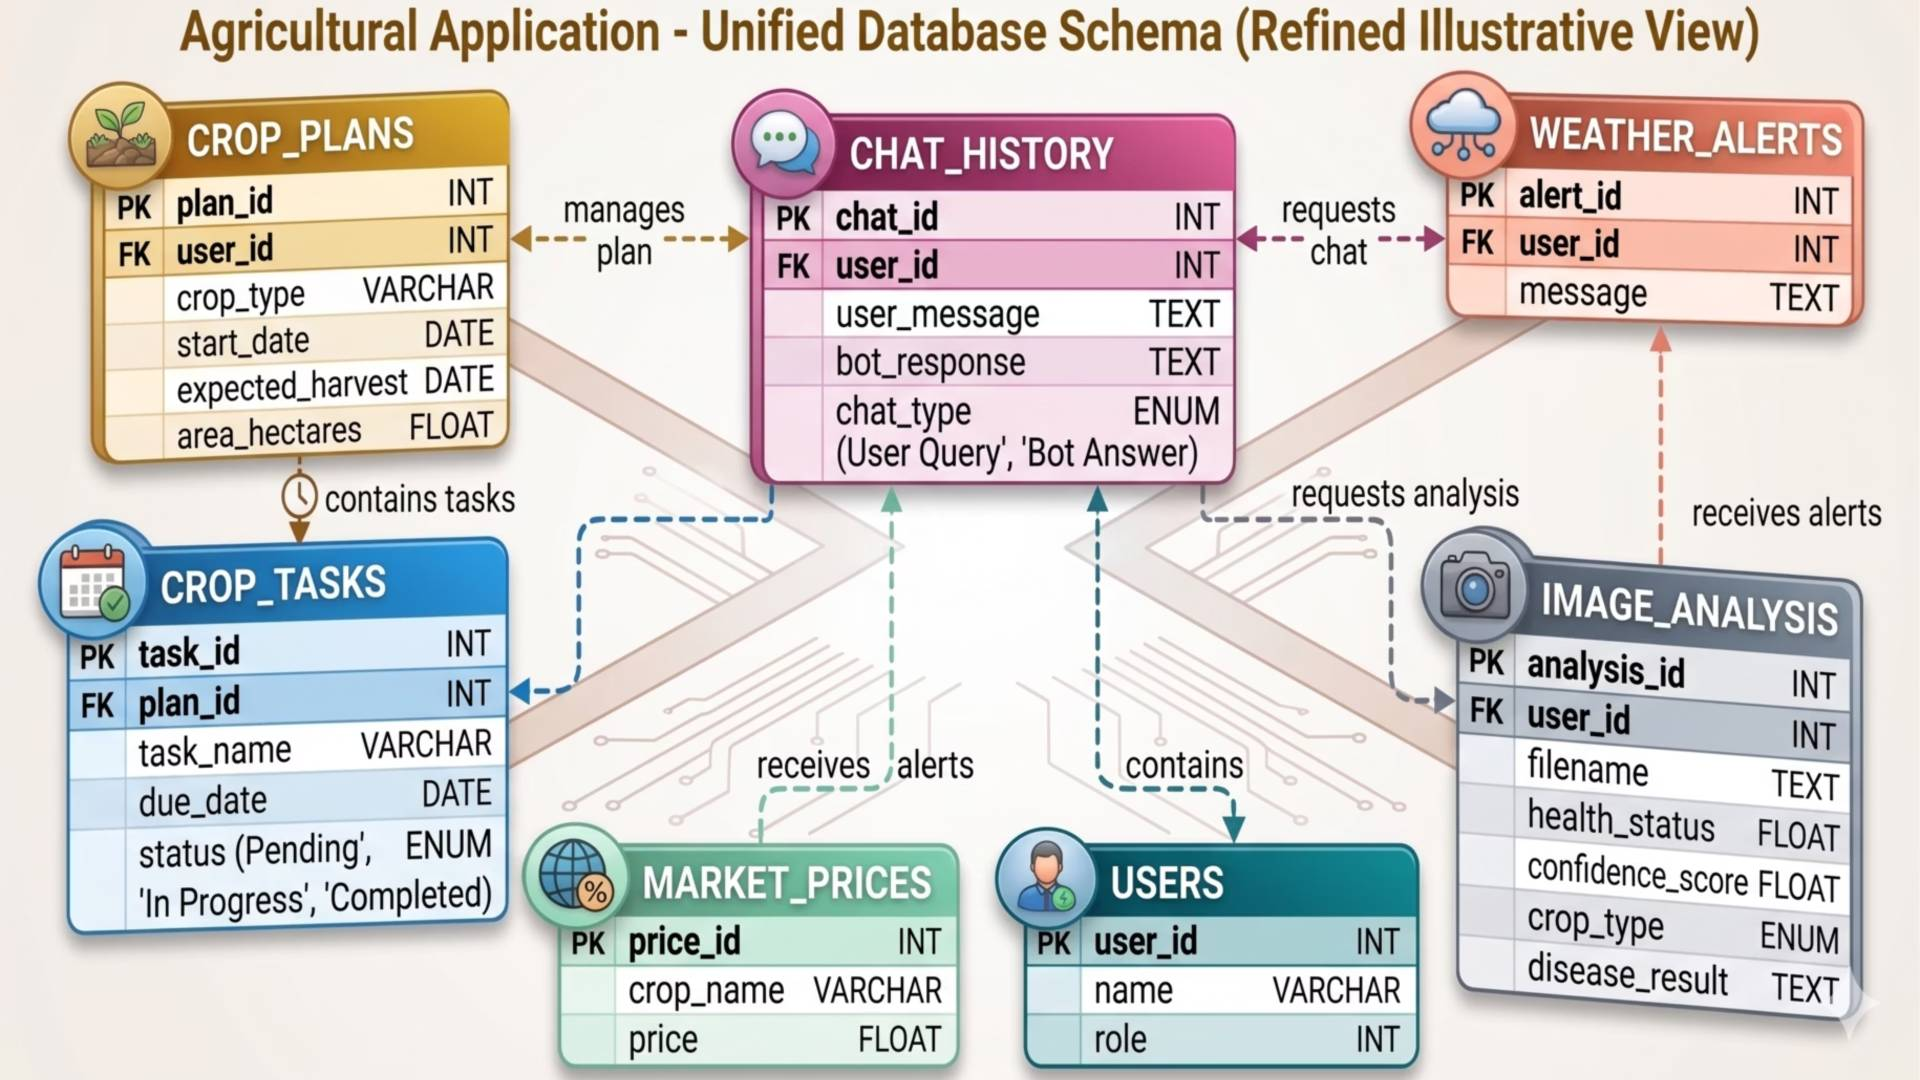 Agricultural Application - Unified Database Schema (Refined Illustrative View)
CROP_PLANS
PK plan_id INT
FK user_id INT
crop_type VARCHAR
start_date DATE
expected_harvest DATE
area_hectares FLOAT
manages
plan
CHAT_HISTORY
PK chat_id INT
FK user_id INT
user_message TEXT
bot_response TEXT
chat_type ENUM
(User Query', 'Bot Answer)
requests
chat
WEATHER_ALERTS
PK alert_id INT
FK user_id INT
message TEXT
contains tasks
requests analysis
receives alerts
CROP_TASKS
PK task_id INT
FK plan_id INT
task_name VARCHAR
due_date DATE
status (Pending', ENUM
'In Progress', 'Completed)
receives alerts
contains
IMAGE_ANALYSIS
PK analysis_id INT
FK user_id INT
filename TEXT
health_status FLOAT
confidence_score FLOAT
crop_type ENUM
disease_result TEXT
%
MARKET_PRICES
PK price_id INT
crop_name VARCHAR
price FLOAT
USERS
PK user_id INT
name VARCHAR
role INT